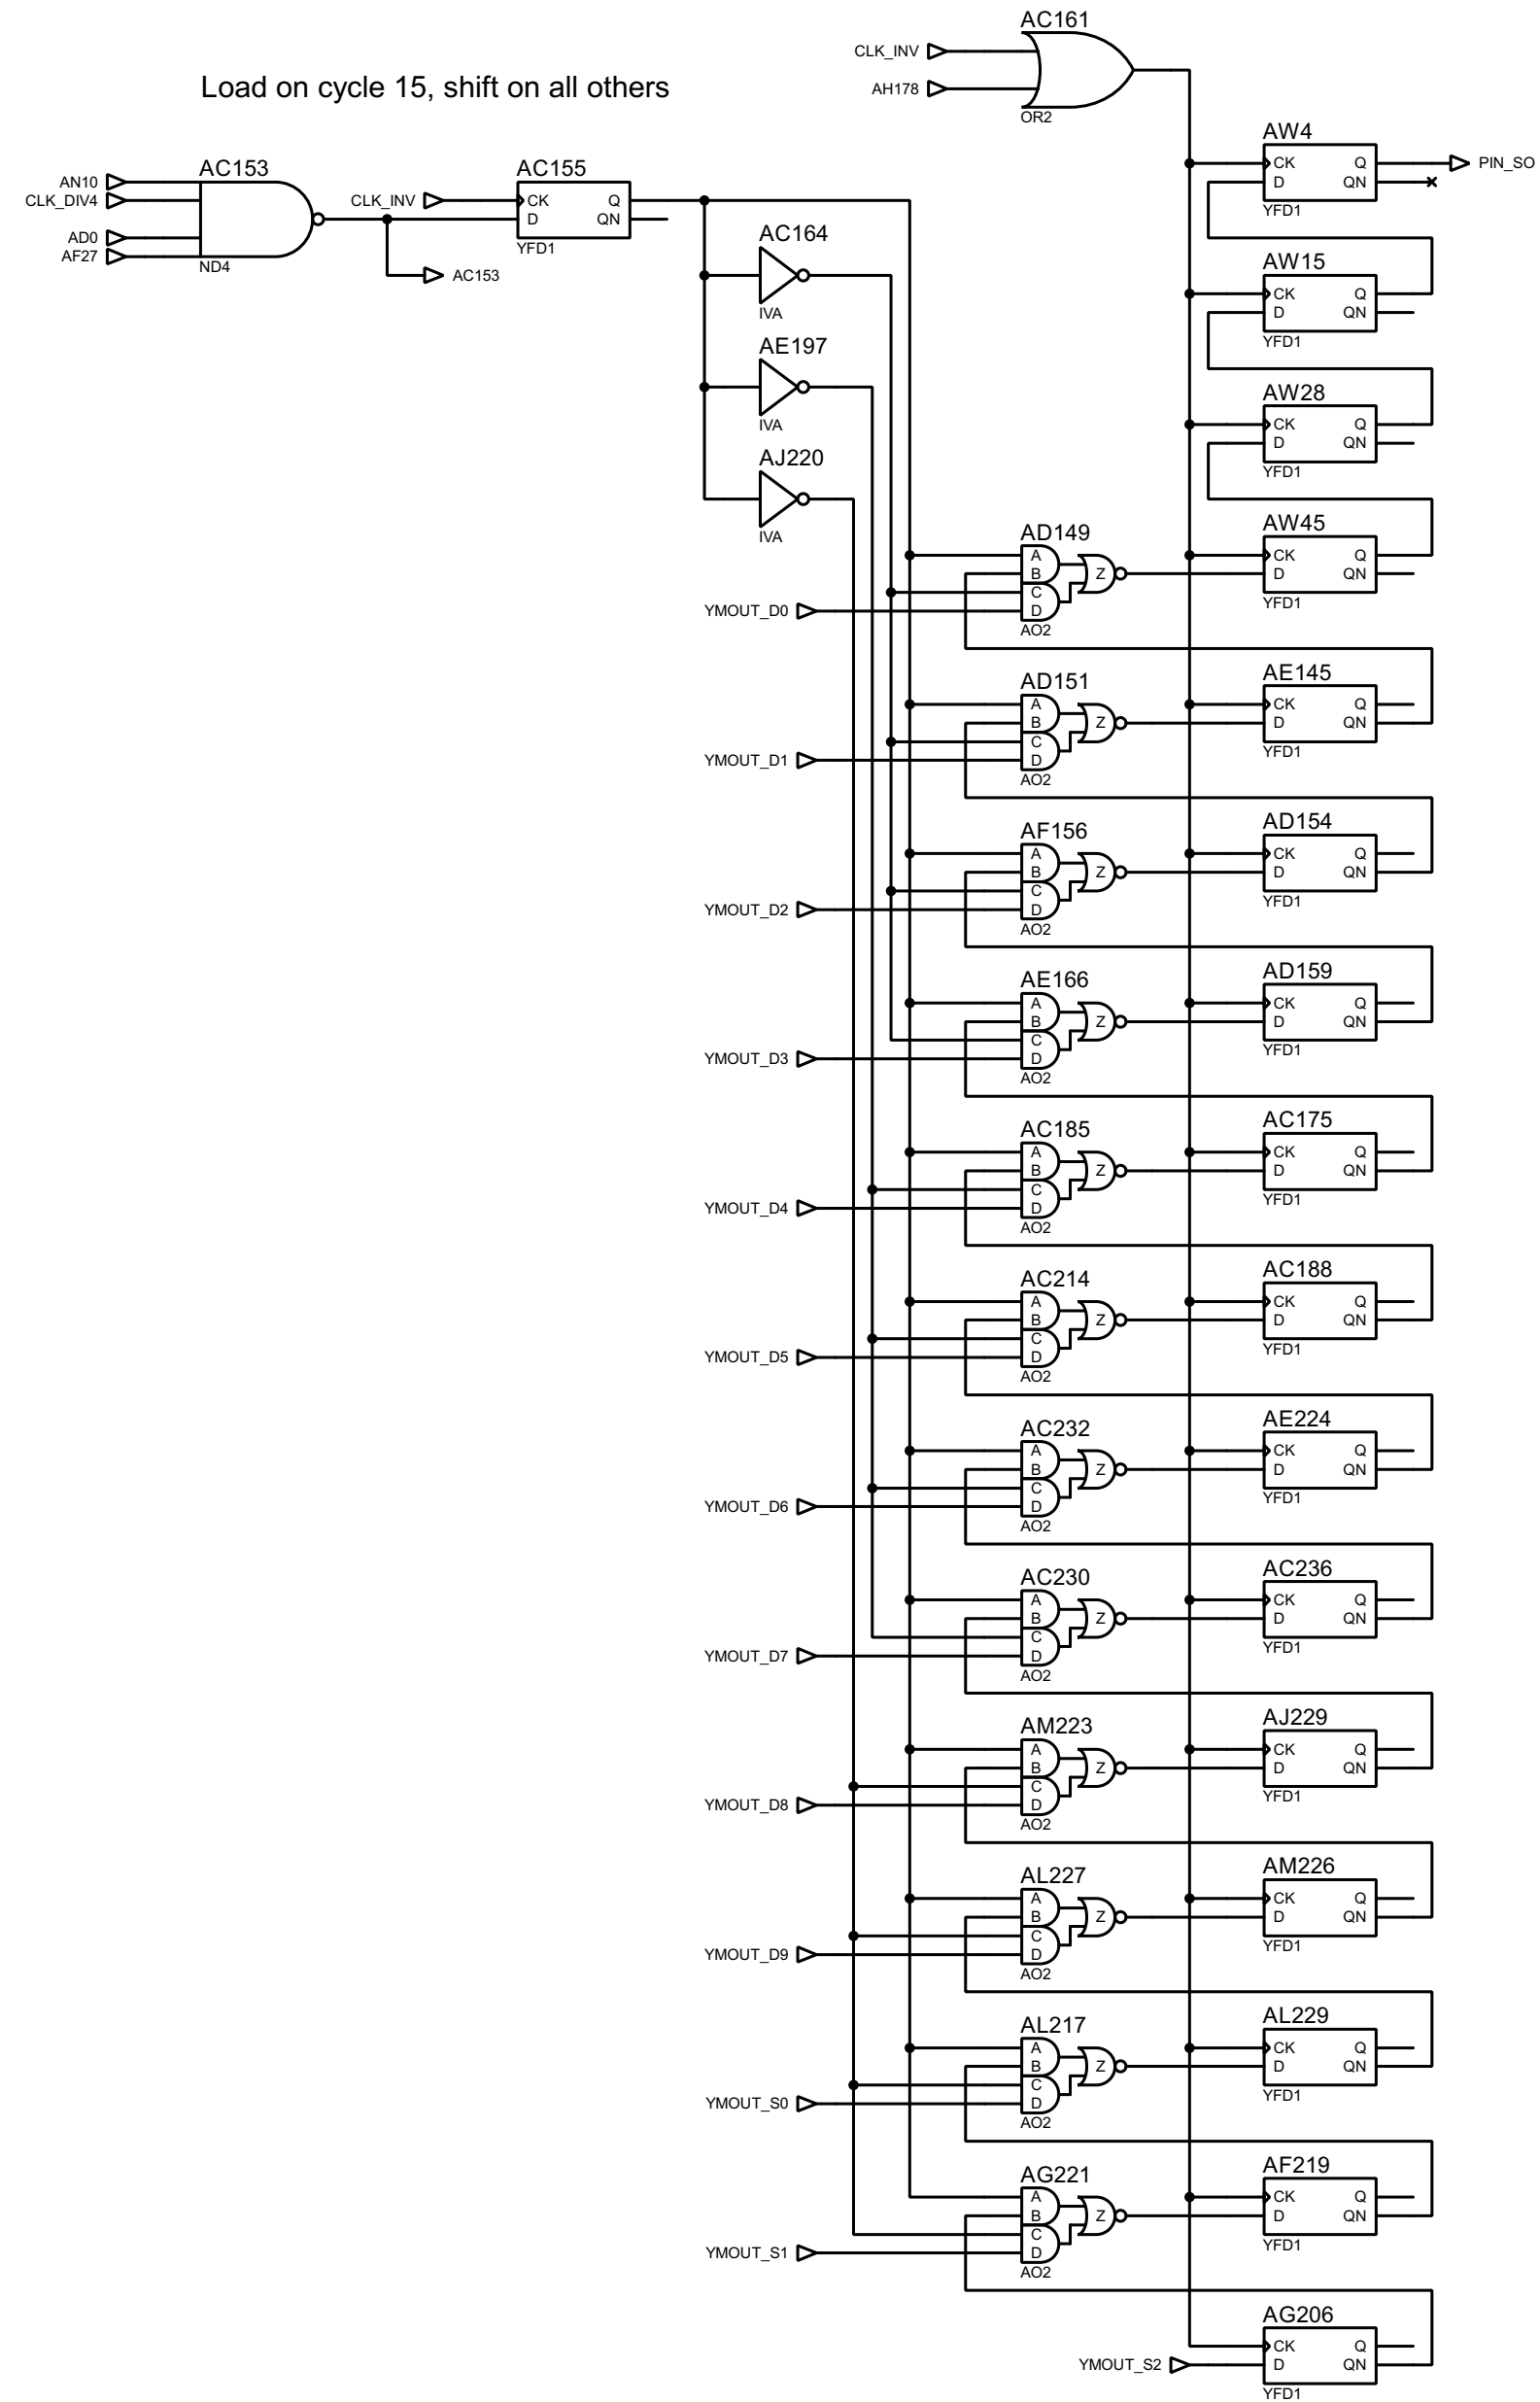 AC161
CLK_INV
AH178
OR2
Load on cycle 15, shift on all others
AW4
CK Q
D QN
YFD1
PIN_SO
AC153
AN10
CLK_DIV4
AD0
AF27
ND4
AC153
CLK_INV
AC155
CK Q
D QN
YFD1
AC164
IVA
AE197
IVA
AJ220
IVA
AW15
CK Q
D QN
YFD1
AW28
CK Q
D QN
YFD1
AD149
A
B
C
D
Z
AO2
YMOUT_D0
AW45
CK Q
D QN
YFD1
AD151
A
B
C
D
Z
AO2
YMOUT_D1
AE145
CK Q
D QN
YFD1
AF156
A
B
C
D
Z
AO2
YMOUT_D2
AD154
CK Q
D QN
YFD1
AE166
A
B
C
D
Z
AO2
YMOUT_D3
AD159
CK Q
D QN
YFD1
AC185
A
B
C
D
Z
AO2
YMOUT_D4
AC175
CK Q
D QN
YFD1
AC214
A
B
C
D
Z
AO2
YMOUT_D5
AC188
CK Q
D QN
YFD1
AC232
A
B
C
D
Z
AO2
YMOUT_D6
AE224
CK Q
D QN
YFD1
AC230
A
B
C
D
Z
AO2
YMOUT_D7
AC236
CK Q
D QN
YFD1
AM223
A
B
C
D
Z
AO2
YMOUT_D8
AJ229
CK Q
D QN
YFD1
AL227
A
B
C
D
Z
AO2
YMOUT_D9
AM226
CK Q
D QN
YFD1
AL217
A
B
C
D
Z
AO2
YMOUT_S0
AL229
CK Q
D QN
YFD1
AG221
A
B
C
D
Z
AO2
YMOUT_S1
AF219
CK Q
D QN
YFD1
YMOUT_S2
AG206
CK Q
D QN
YFD1